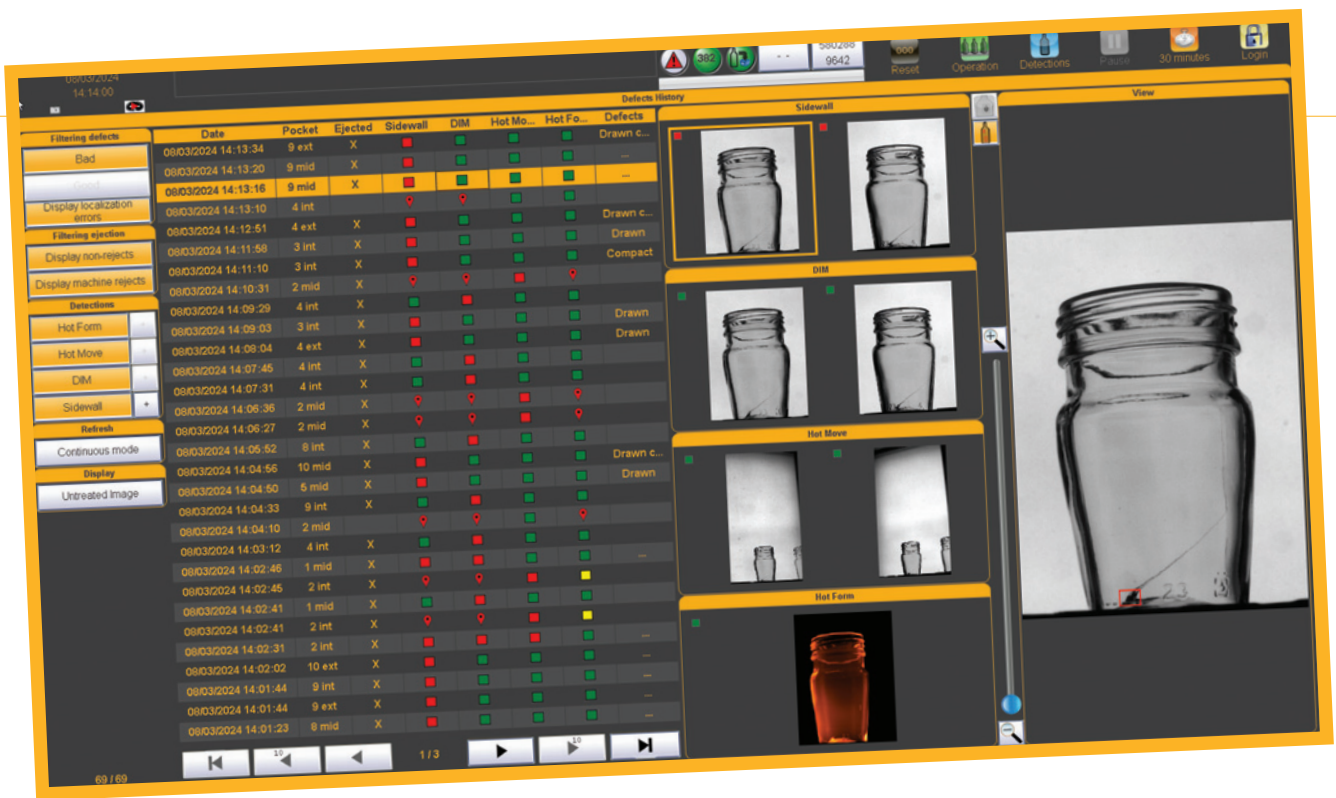 08/03/2024
14:14:00
382
- -
580288
9642
000
Reset
Operation
Detections
Pause
30 minutes
Login
Defects History
Filtering defects
Bad
Good
Display localization
errors
Filtering ejection
Display non-rejects
Display machine rejects
Detections
Hot Form
Hot Move
DIM
Sidewall +
Refresh
Continuous mode
Display
Untreated Image
69 / 69
Date Pocket Ejected Sidewall DIM Hot Mo... Hot Fo... Defects
08/03/2024 14:13:34 9 ext X Drawn c...
08/03/2024 14:13:20 9 mid X ...
08/03/2024 14:13:16 9 mid X ...
08/03/2024 14:13:10 4 int
08/03/2024 14:12:51 4 ext X Drawn c...
08/03/2024 14:11:58 3 int X Drawn
08/03/2024 14:11:10 3 int X Compact
08/03/2024 14:10:31 2 mid X
08/03/2024 14:09:29 4 int X
08/03/2024 14:09:03 3 int X Drawn
08/03/2024 14:08:04 4 ext X Drawn
08/03/2024 14:07:45 4 int X
08/03/2024 14:07:31 4 int X
08/03/2024 14:06:36 2 mid X
08/03/2024 14:06:27 2 mid X
08/03/2024 14:05:52 8 int X
08/03/2024 14:04:56 10 mid X Drawn c...
08/03/2024 14:04:50 5 mid X Drawn
08/03/2024 14:04:33 9 int X
08/03/2024 14:04:10 2 mid
08/03/2024 14:03:12 4 int X
08/03/2024 14:02:46 1 mid X ...
08/03/2024 14:02:45 2 int X
08/03/2024 14:02:41 1 mid X
08/03/2024 14:02:41 2 int X
08/03/2024 14:02:31 2 int X ...
08/03/2024 14:02:02 10 ext X ...
08/03/2024 14:01:44 9 int X ...
08/03/2024 14:01:44 9 ext X ...
08/03/2024 14:01:23 8 mid X ...
10
1 / 3
10
Sidewall
DIM
Hot Move
Hot Form
View
23